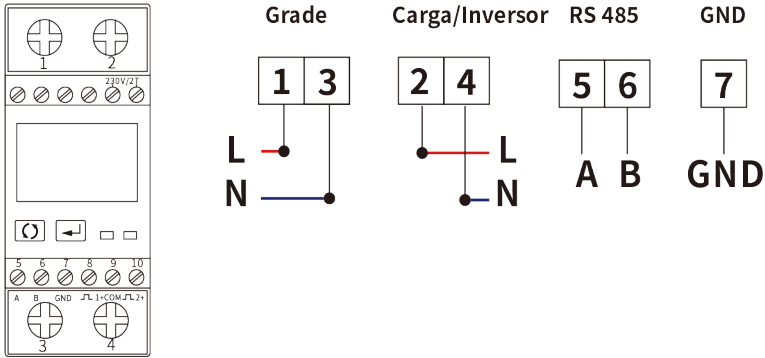 Grade Carga/Inversor RS 485 GND
1 2
230V/2T
1 3 2 4 5 6 7
L L
N N A B GND
5 6 7 8 9 10
A B GND 1+COM 2+
3 4